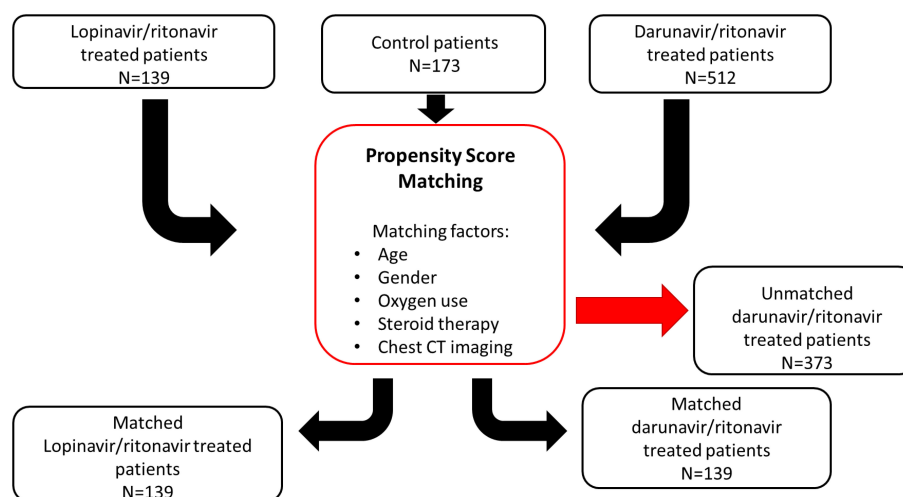 Lopinavir/ritonavir
treated patients
N=139
Control patients
N=173
Darunavir/ritonavir
treated patients
N=512
Propensity Score
Matching
Matching factors:
• Age
• Gender
• Oxygen use
• Steroid therapy
• Chest CT imaging
Unmatched
darunavir/ritonavir
treated patients
N=373
Matched
Lopinavir/ritonavir treated
patients
N=139
Matched
darunavir/ritonavir
treated patients
N=139